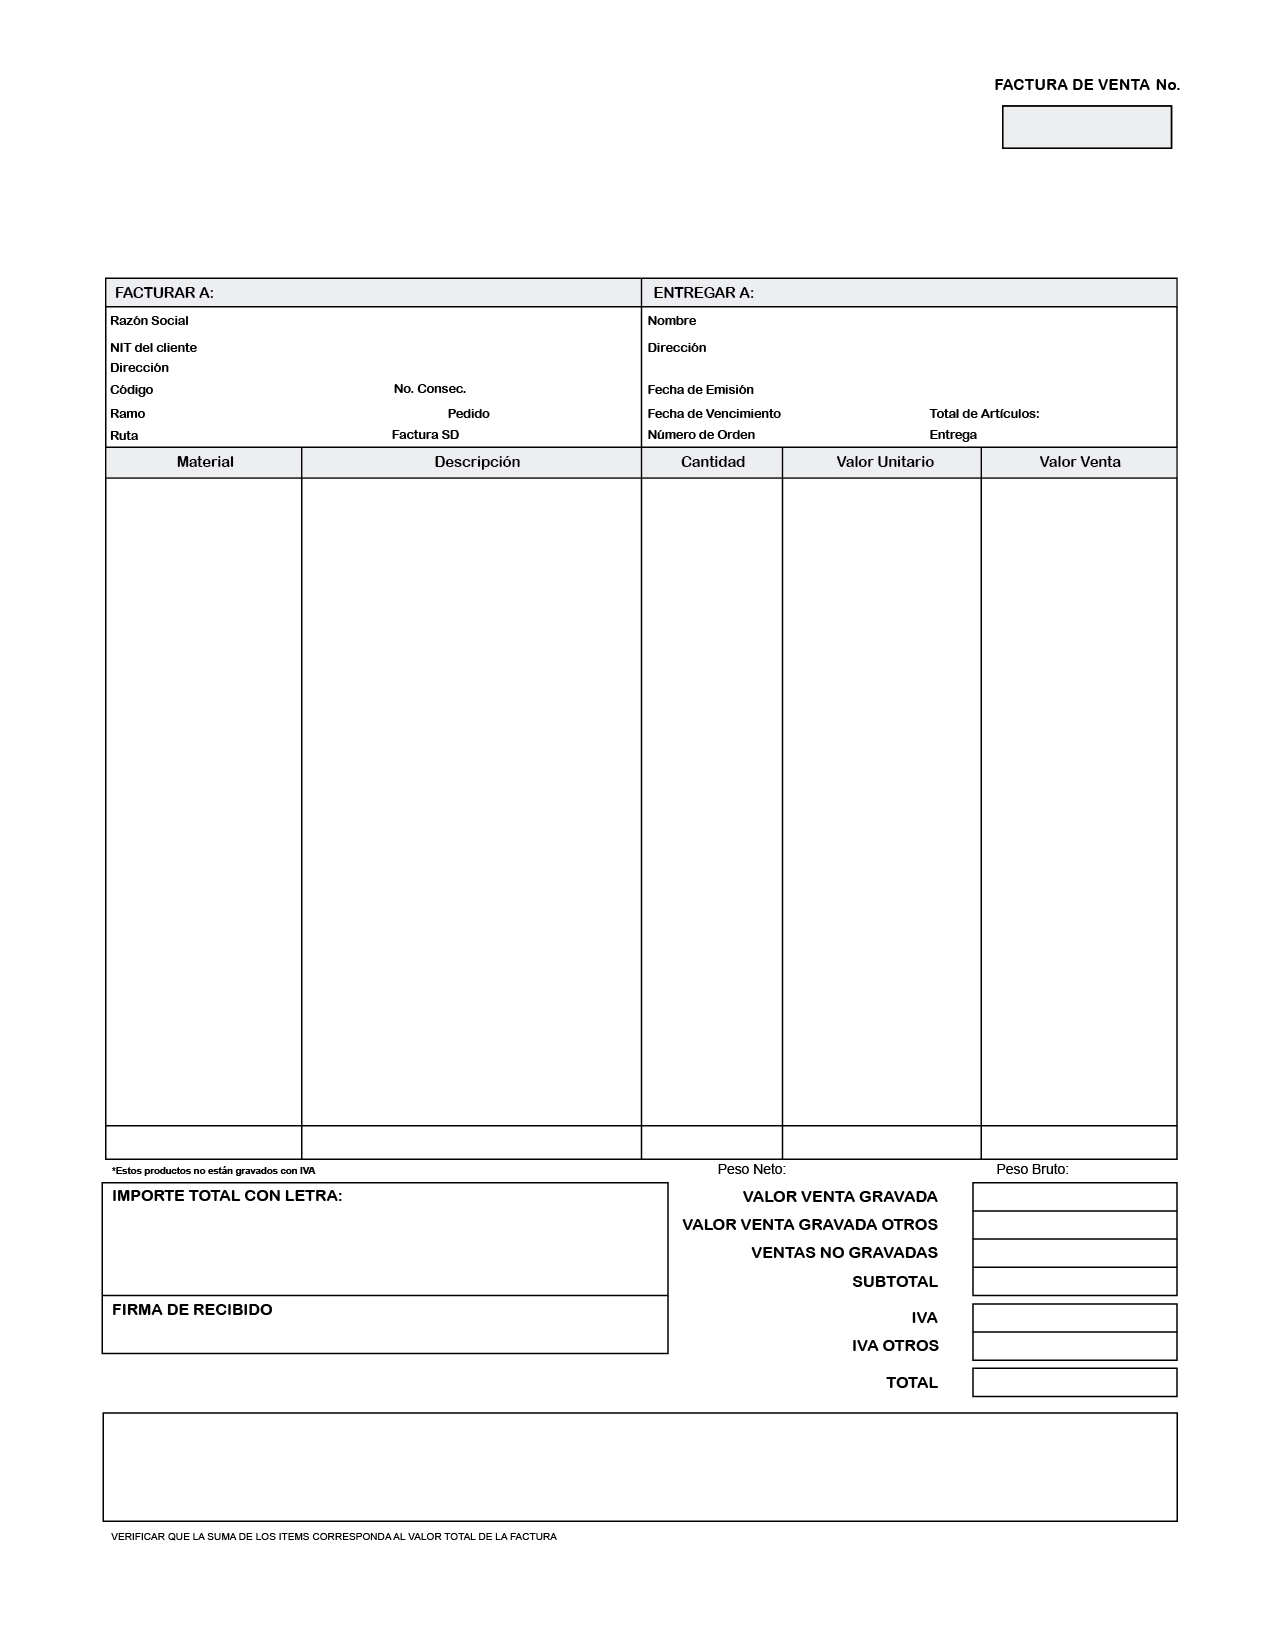 FACTURA DE VENTA No.
FACTURAR A: ENTREGAR A:
Razón Social Nombre
NIT del cliente Dirección
Dirección
Código No. Consec. Fecha de Emisión
Ramo Pedido Fecha de Vencimiento Total de Artículos:
Ruta Factura SD Número de Orden Entrega
Material Descripción Cantidad Valor Unitario Valor Venta
*Estos productos no están gravados con IVA Peso Neto: Peso Bruto:
IMPORTE TOTAL CON LETRA: VALOR VENTA GRAVADA
VALOR VENTA GRAVADA OTROS
VENTAS NO GRAVADAS
SUBTOTAL
FIRMA DE RECIBIDO
IVA
IVA OTROS
TOTAL
VERIFICAR QUE LA SUMA DE LOS ITEMS CORRESPONDA AL VALOR TOTAL DE LA FACTURA